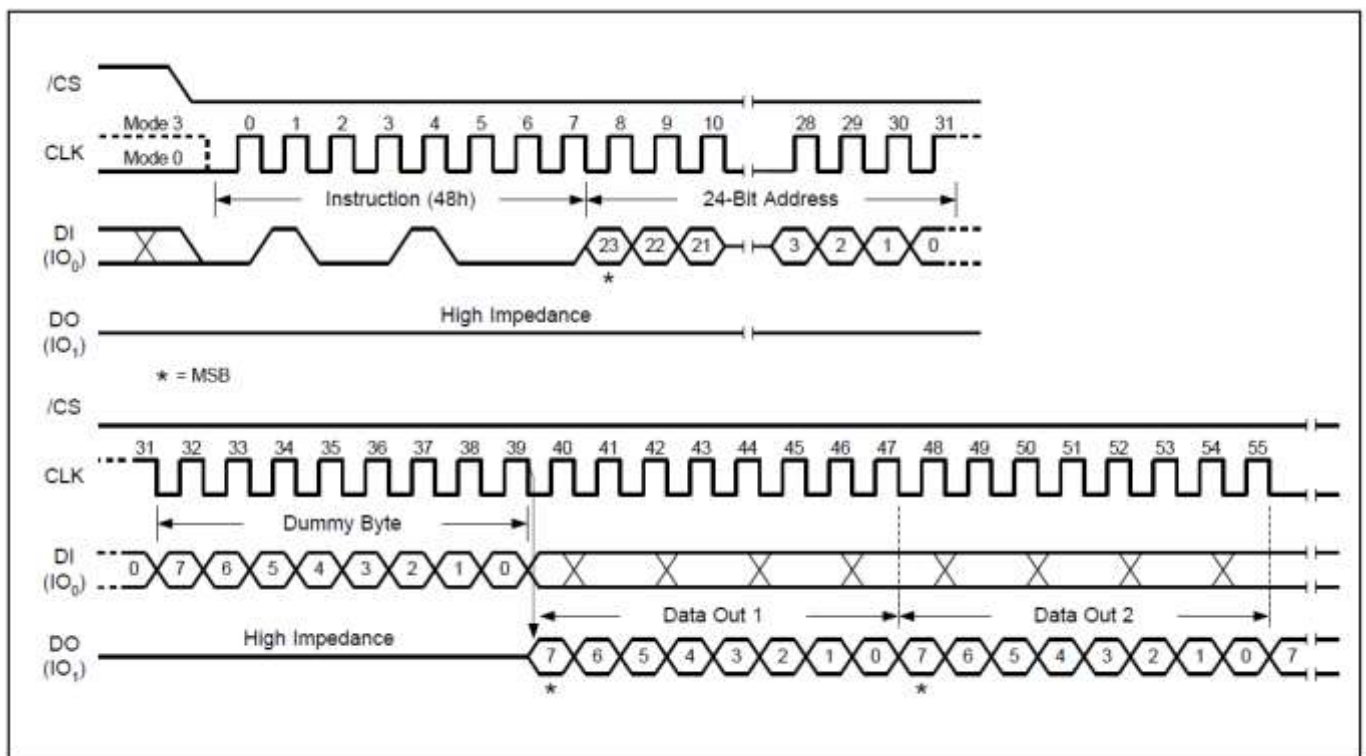 /CS
Mode 3 0 1 2 3 4 5 6 7 8 9 10 28 29 30 31
CLK
Mode 0
Instruction (48h) 24-Bit Address
DI
(IO0) 23 22 21 3 2 1 0
*
High Impedance
DO
(IO1)
* = MSB
/CS
31 32 33 34 35 36 37 38 39 40 41 42 43 44 45 46 47 48 49 50 51 52 53 54 55
CLK
Dummy Byte
DI
(IO0) 0 7 6 5 4 3 2 1 0
Data Out 1 Data Out 2
High Impedance
DO
(IO1) 7 6 5 4 3 2 1 0 7 6 5 4 3 2 1 0 7
* *